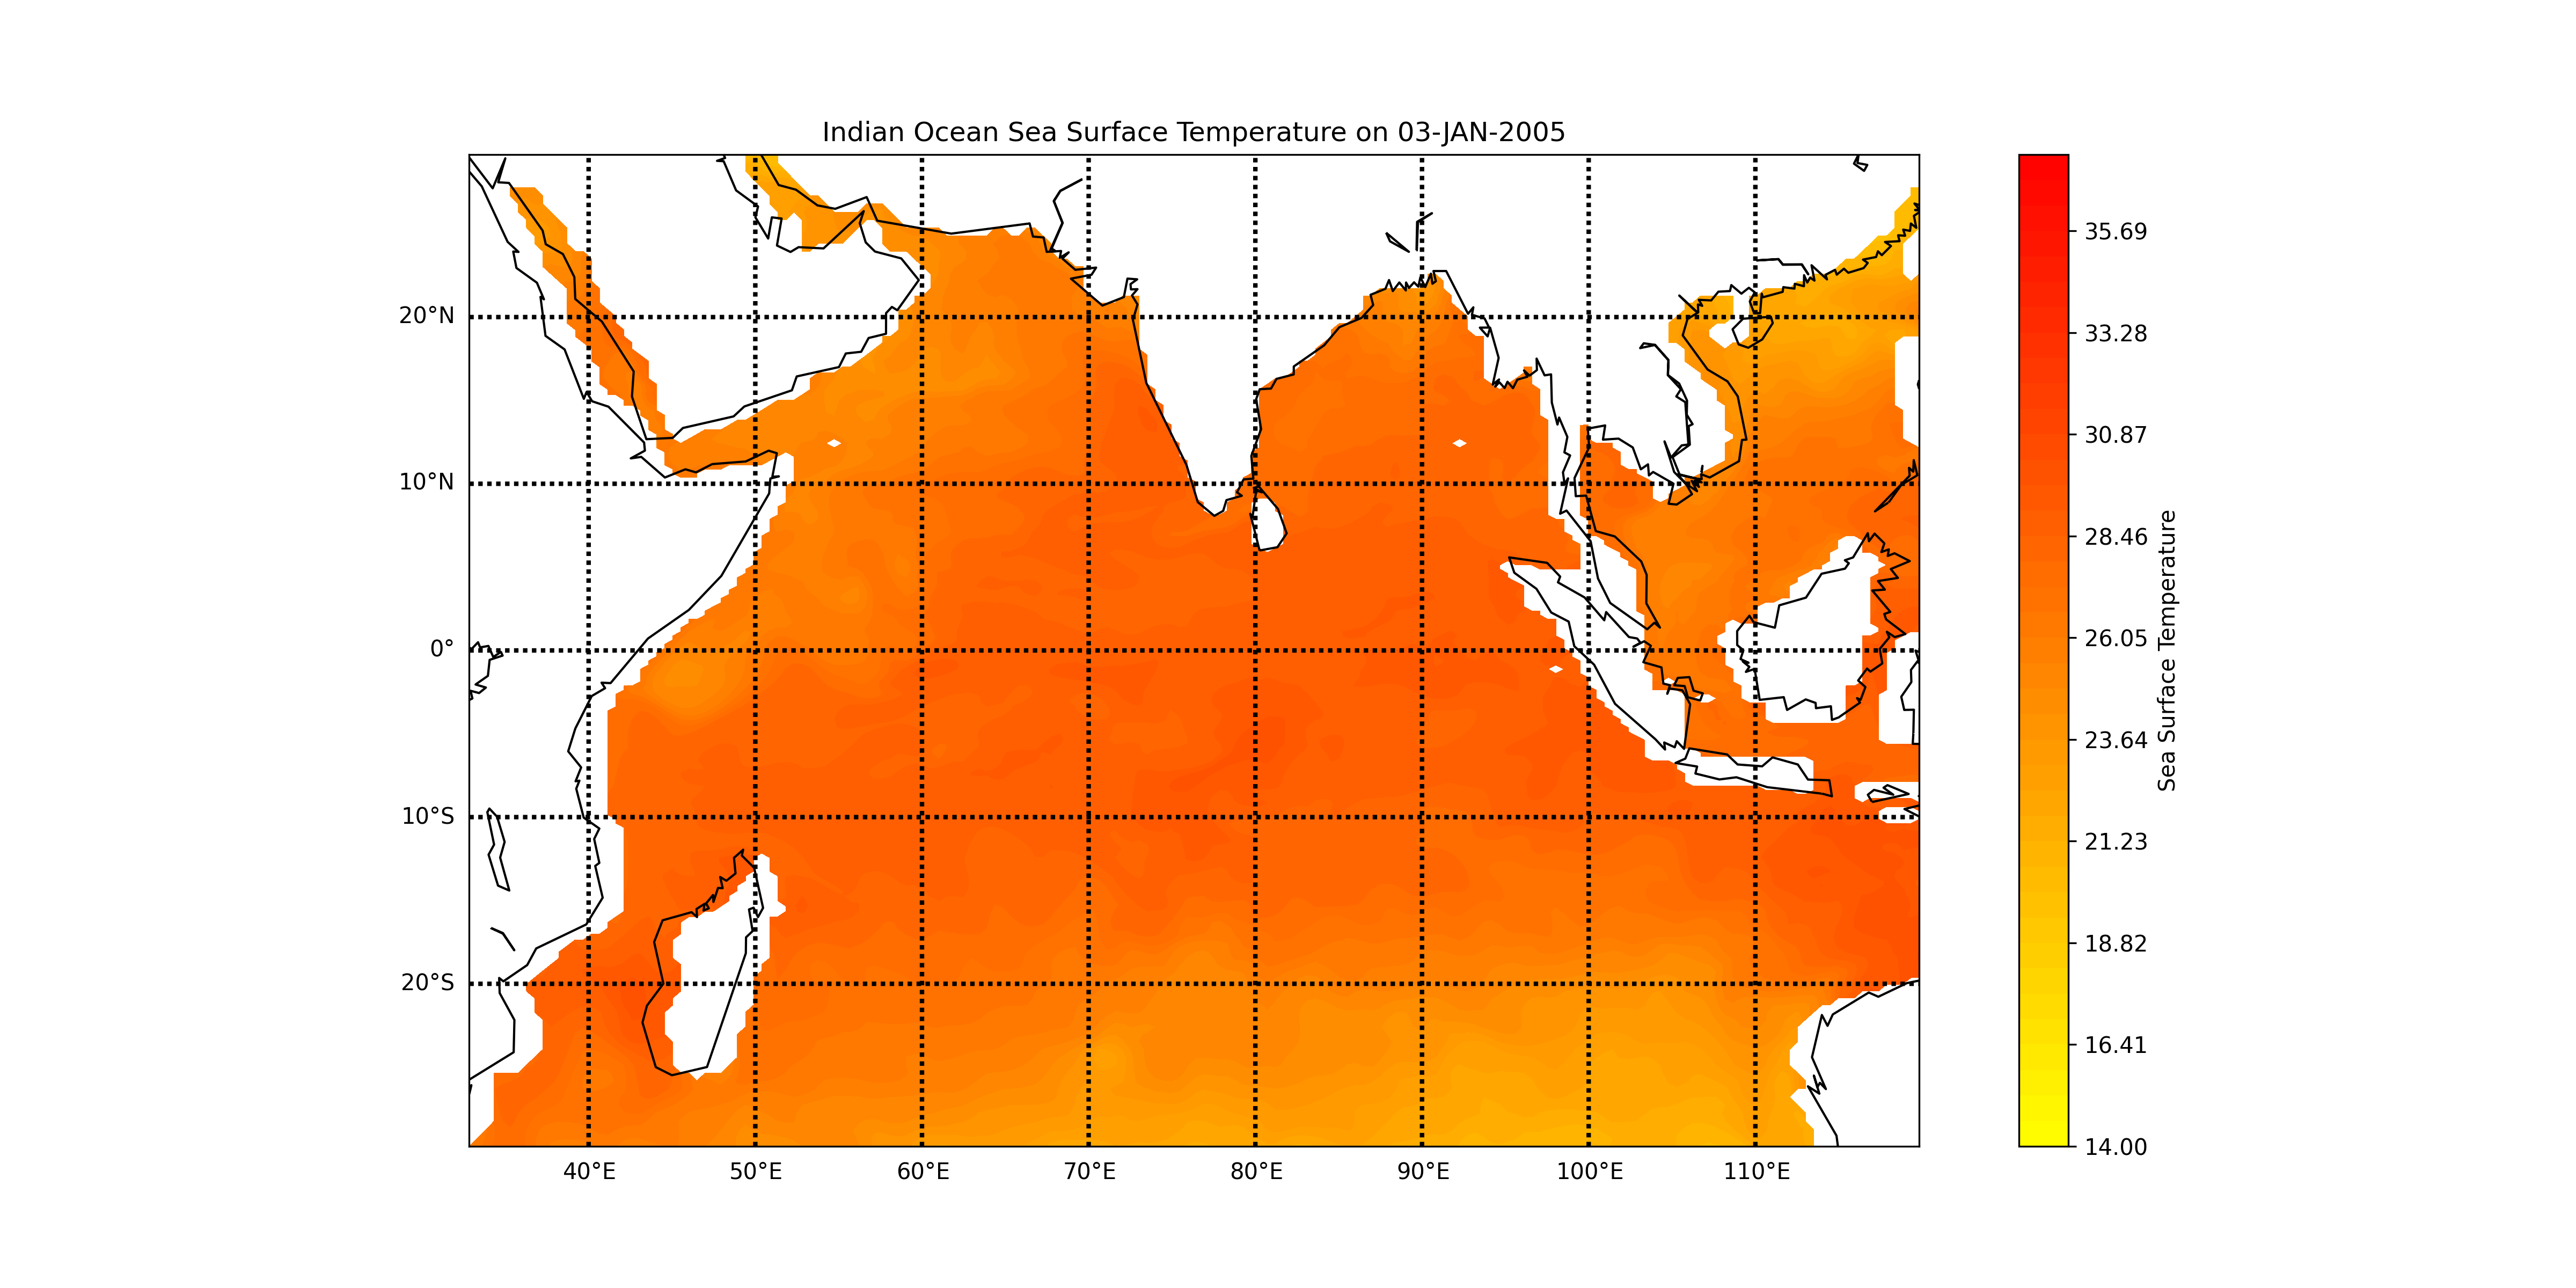 Indian Ocean Sea Surface Temperature on 03-JAN-2005
20°N
10°N
0°
10°S
20°S
40°E
50°E
60°E
70°E
80°E
90°E
100°E
110°E
35.69
33.28
30.87
28.46
26.05
23.64
21.23
18.82
16.41
14.00
Sea Surface Temperature